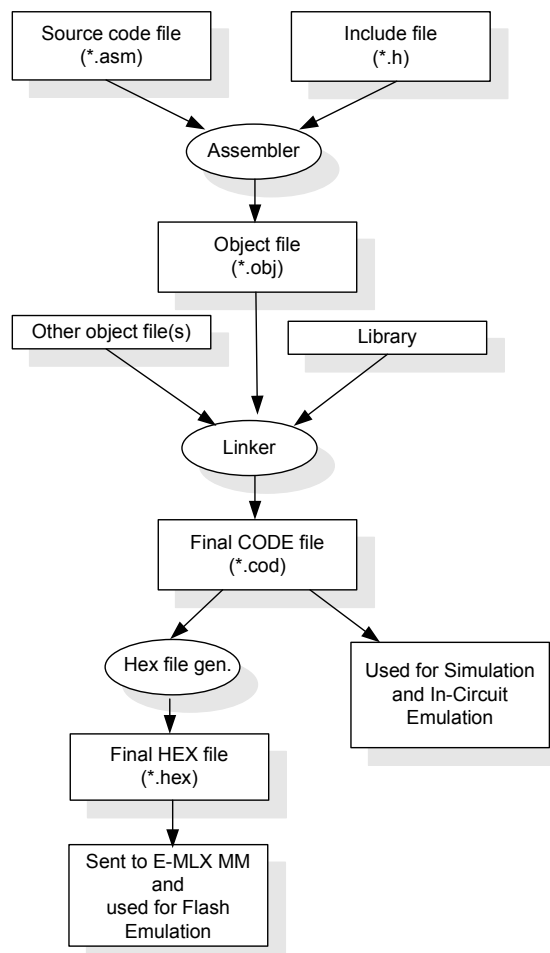 Source code file
(*.asm)
Include file
(*.h)
Assembler
Object file
(*.obj)
Other object file(s)
Library
Linker
Final CODE file
(*.cod)
Hex file gen.
Used for Simulation
and In-Circuit
Emulation
Final HEX file
(*.hex)
Sent to E-MLX MM
and
used for Flash
Emulation